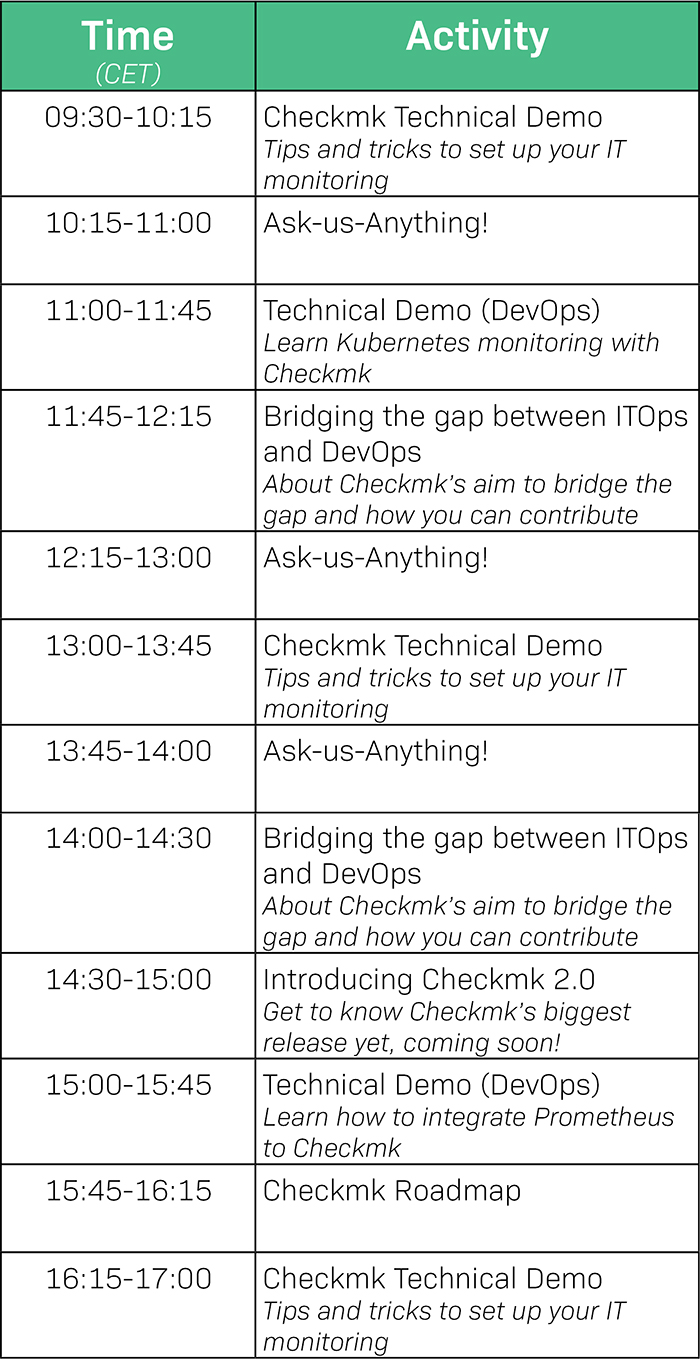 Time
Activity
(CET)
09:30-10:15
Checkmk Technical Demo
Tips and tricks to set up your IT
monitoring
10:15-11:00
Ask-us-Anything!
11:00-11:45
Technical Demo (DevOps)
Learn Kubernetes monitoring with
Checkmk
11:45-12:15
Bridging the gap between ITOps
and DevOps
About Checkmk's aim to bridge the
gap and how you can contribute
12:15-13:00
Ask-us-Anything!
13:00-13:45
Checkmk Technical Demo
Tips and tricks to set up your IT
monitoring
13:45-14:00
Ask-us-Anything!
14:00-14:30
Bridging the gap between ITOps
and DevOps
About Checkmk's aim to bridge the
gap and how you can contribute
14:30-15:00
Introducing Checkmk 2.0
Get to know Checkmk's biggest
release yet, coming soon!
15:00-15:45
Technical Demo (DevOps)
Learn how to integrate Prometheus
to Checkmk
15:45-16:15
Checkmk Roadmap
16:15-17:00
Checkmk Technical Demo
Tips and tricks to set up your IT
monitoring